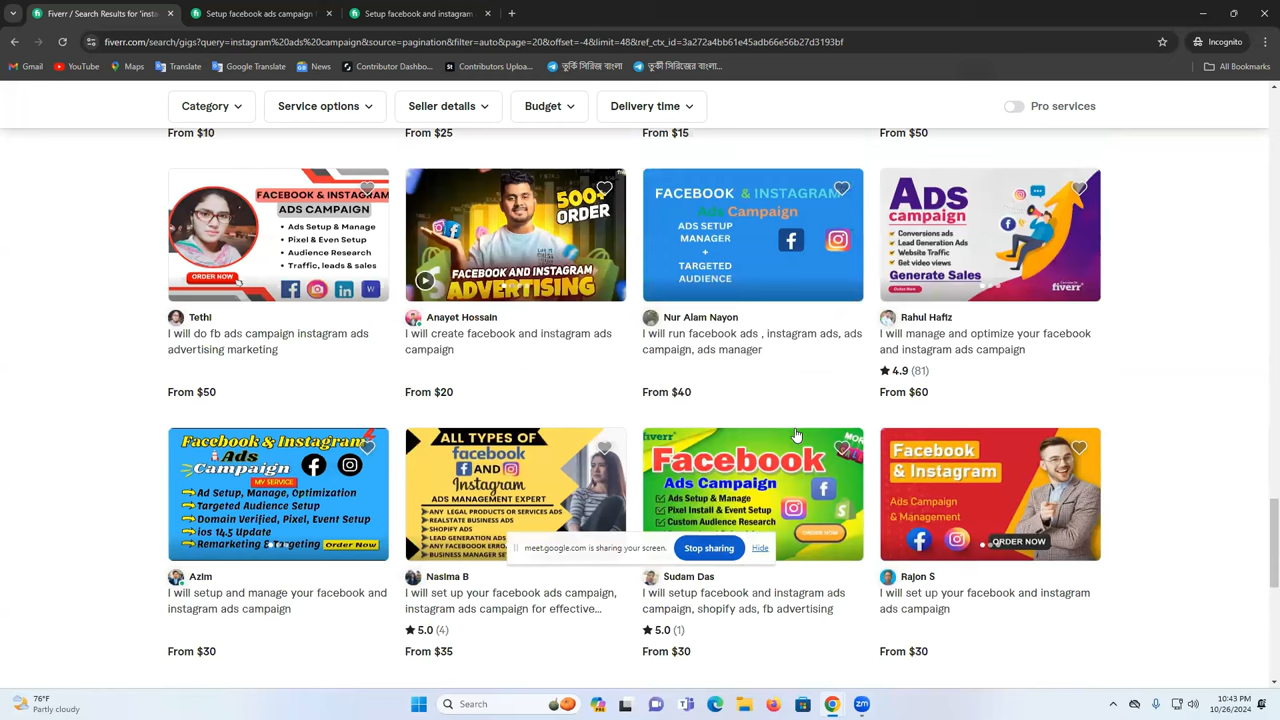 Fiverr / Search Results for 'insta
Setup facebook ads campaign
Setup facebook and instagram
fiverr.com/search/gigs?query=instagram%20ads%20campaign&source=pagination&filter=auto&page=20&offset=-4&limit=48&ref_ctx_id=3a272a4bb61e45adb66e56b27d3193bf
Incognito
Gmail
YouTube
Maps
Translate
Google Translate
News
Contributor Dashbo...
Contributors Uploa...
তুর্কি সিরিজ বাংলা
তুর্কী সিরিজের বাংলা...
All Bookmarks
Category
Service options
Seller details
Budget
Delivery time
Pro services
From $10
From $25
From $15
From $50
FACEBOOK & INSTAGRAM
ADS CAMPAIGN
• Ads Setup & Manage
• Pixel & Even Setup
• Audience Research
• Traffic, leads & sales
ORDER NOW
500+
ORDER
FACEBOOK AND INSTAGRAM
ADVERTISING
FACEBOOK & INSTAGRAM
Ads Campaign
ADS SETUP
MANAGER
+
TARGETED
AUDIENCE
ADS
campaign
Conversions ads
Lead Generation Ads
Website Traffic
Get video views
Generate Sales
Order Now
fiverr
Tethi
I will do fb ads campaign instagram ads
advertising marketing
From $50
Anayet Hossain
I will create facebook and instagram ads
campaign
From $20
Nur Alam Nayon
I will run facebook ads , instagram ads, ads
campaign, ads manager
From $40
Rahul Hafiz
I will manage and optimize your facebook
and instagram ads campaign
4.9 (81)
From $60
Facebook & Instagram
Ads
Campaign
MY SERVICE
Ad Setup, Manage, Optimization
Targeted Audience Setup
Domain Verified, Pixel, Event Setup
ios 14.5 Update
Remarketing & Targeting
Order Now
ALL TYPES OF
facebook
AND
Instagram
ADS MANAGEMENT EXPERT
ANY LEGAL PRODUCTS OR SERVICES ADS
REALSTATE BUSINESS ADS
SHOPIFY ADS
LEAD GENERATION ADS
ANY FACEBOOOK ERRO
BUSINESS MANAGER SE
fiverr
MOR
Facebook
Ads Campaign
Ads Setup & Manage
Pixel Install & Event Setup
Custom Audience Research
ORDER NOW
Facebook
& Instagram
Ads Campaign
& Management
ORDER NOW
meet.google.com is sharing your screen.
Stop sharing
Hide
Azim
I will setup and manage your facebook and
instagram ads campaign
From $30
Nasima B
I will set up your facebook ads campaign,
instagram ads campaign for effective...
5.0 (4)
From $35
Sudam Das
I will setup facebook and instagram ads
campaign, shopify ads, fb advertising
5.0 (1)
From $30
Rajon S
I will set up your facebook and instagram
ads campaign
From $30
76°F
Partly cloudy
Search
10:43 PM
10/26/2024